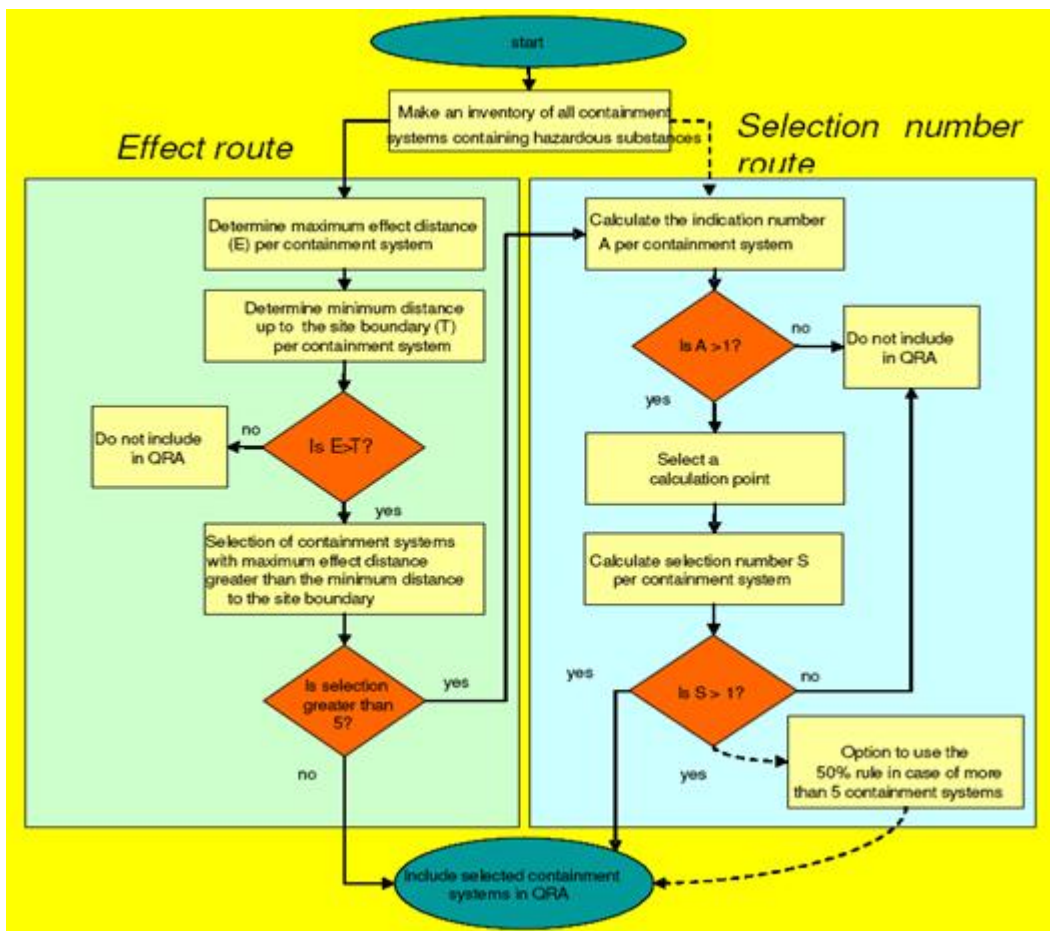 start
Make an inventory of all containment
systems containing hazardous substances
Effect route
Selection number
route
Determine maximum effect distance
(E) per containment system
Determine minimum distance
up to the site boundary (T)
per containment system
Is E>T?
no
Do not include
in QRA
yes
Selection of containment systems
with maximum effect distance
greater than the minimum distance
to the site boundary
Is selection
greater than
5?
yes
no
Calculate the indication number
A per containment system
Is A >1?
no
Do not include
in QRA
yes
Select a
calculation point
Calculate selection number S
per containment system
Is S > 1?
yes
no
yes
Option to use the
50% rule in case of more
than 5 containment systems
Include selected containment
systems in QRA